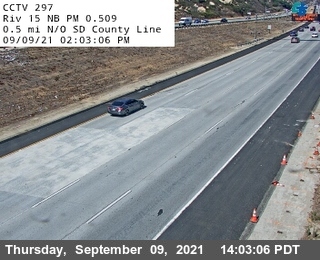 CCTV 297
Riv 15 NB PM 0.509
0.5 mi N/O SD County Line
09/09/21 02:03:06 PM
Thursday, September 09, 2021 14:03:06 PDT